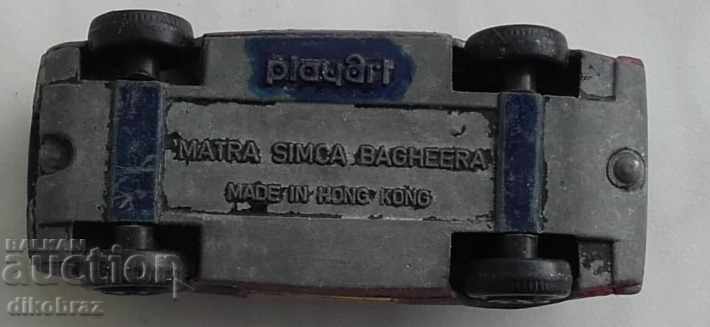 playart
MATRA SIMCA BAGHEERA
MADE IN HONG KONG
BALKAN
auction
dikobraz